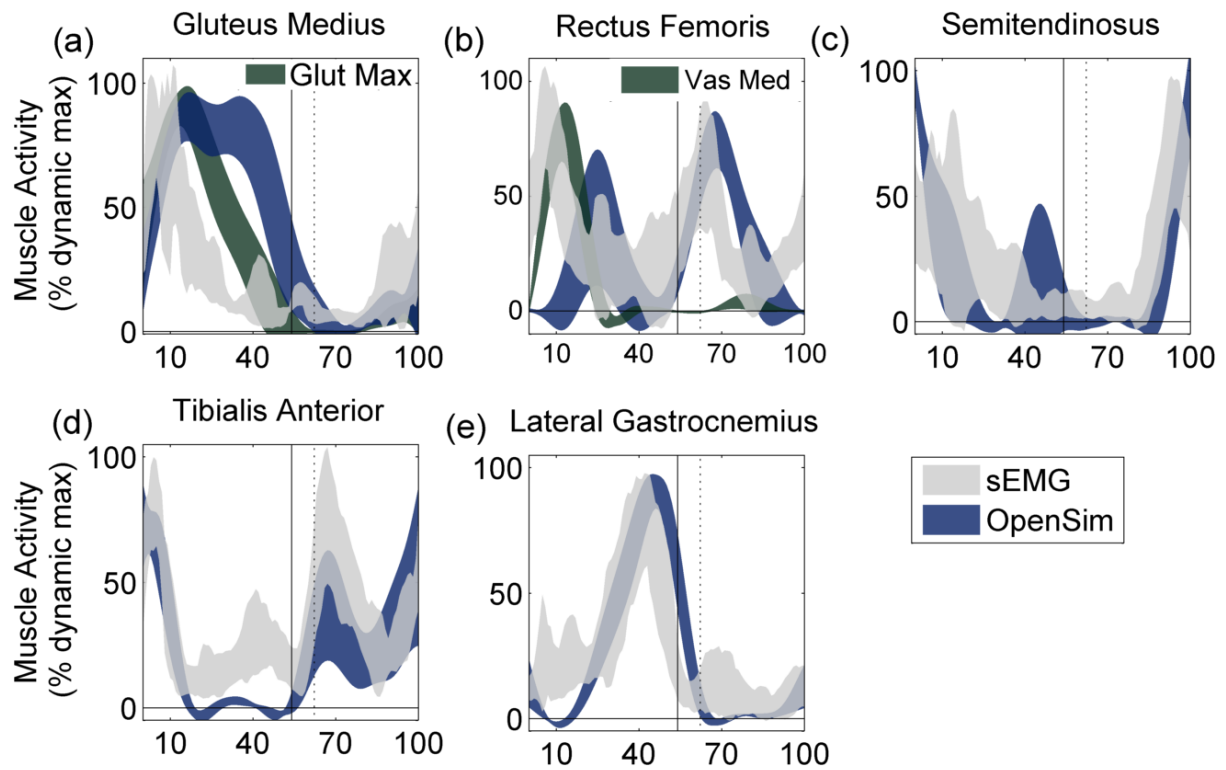 (a) Gluteus Medius
(b) Rectus Femoris
(c) Semitendinosus
Muscle Activity
(% dynamic max)
100
50
0
Glut Max
10 40 70 100
100
50
0
Vas Med
10 40 70 100
100
50
0
10 40 70 100
(d) Tibialis Anterior
(e) Lateral Gastrocnemius
Muscle Activity
(% dynamic max)
100
50
0
10 40 70 100
100
50
0
10 40 70 100
sEMG
OpenSim